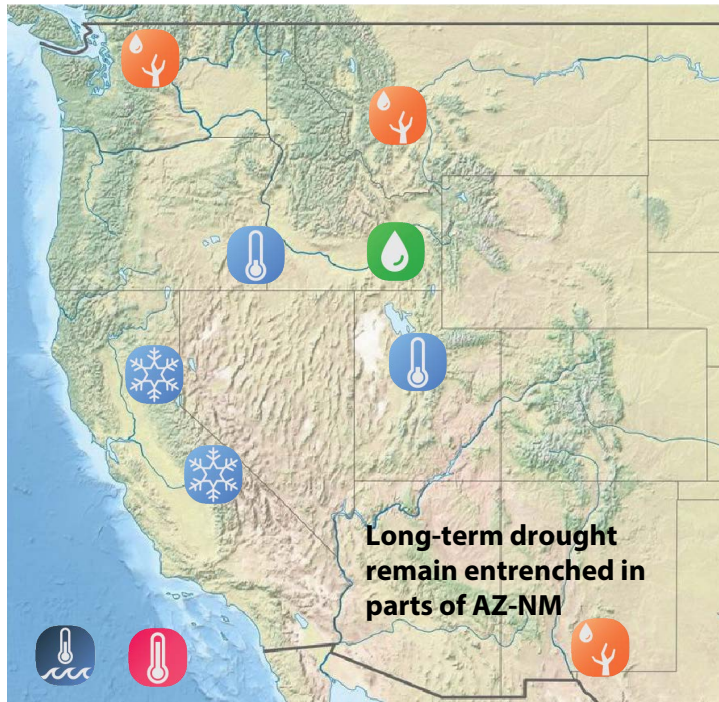 Long-term drought
remain entrenched in
parts of AZ-NM